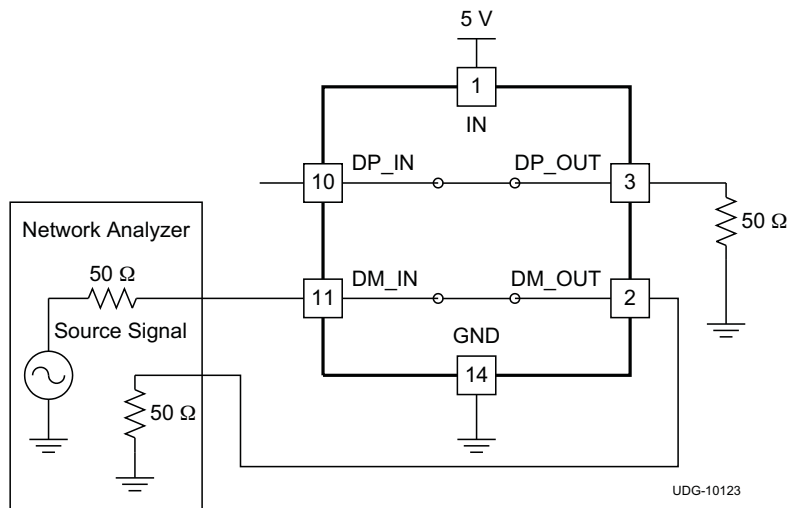 5 V
1
IN
DP_IN
DP_OUT
10
3
50 Ω
Network Analyzer
50 Ω
DM_IN
DM_OUT
11
2
Source Signal
GND
14
50 Ω
UDG-10123